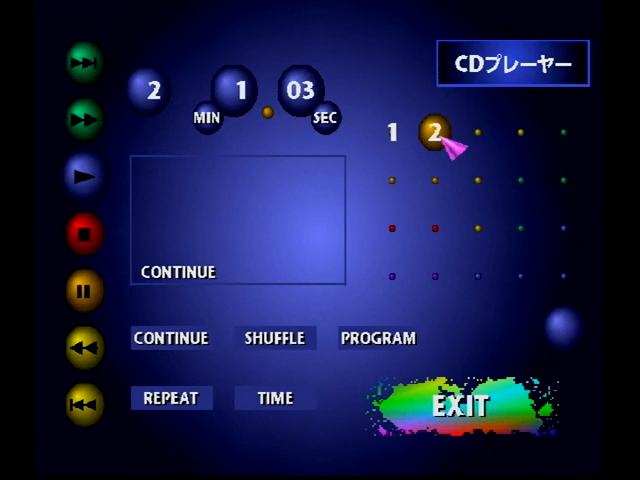 CDプレーヤー
2 1 03
MIN SEC
1 2
CONTINUE
CONTINUE SHUFFLE PROGRAM
REPEAT TIME
EXIT